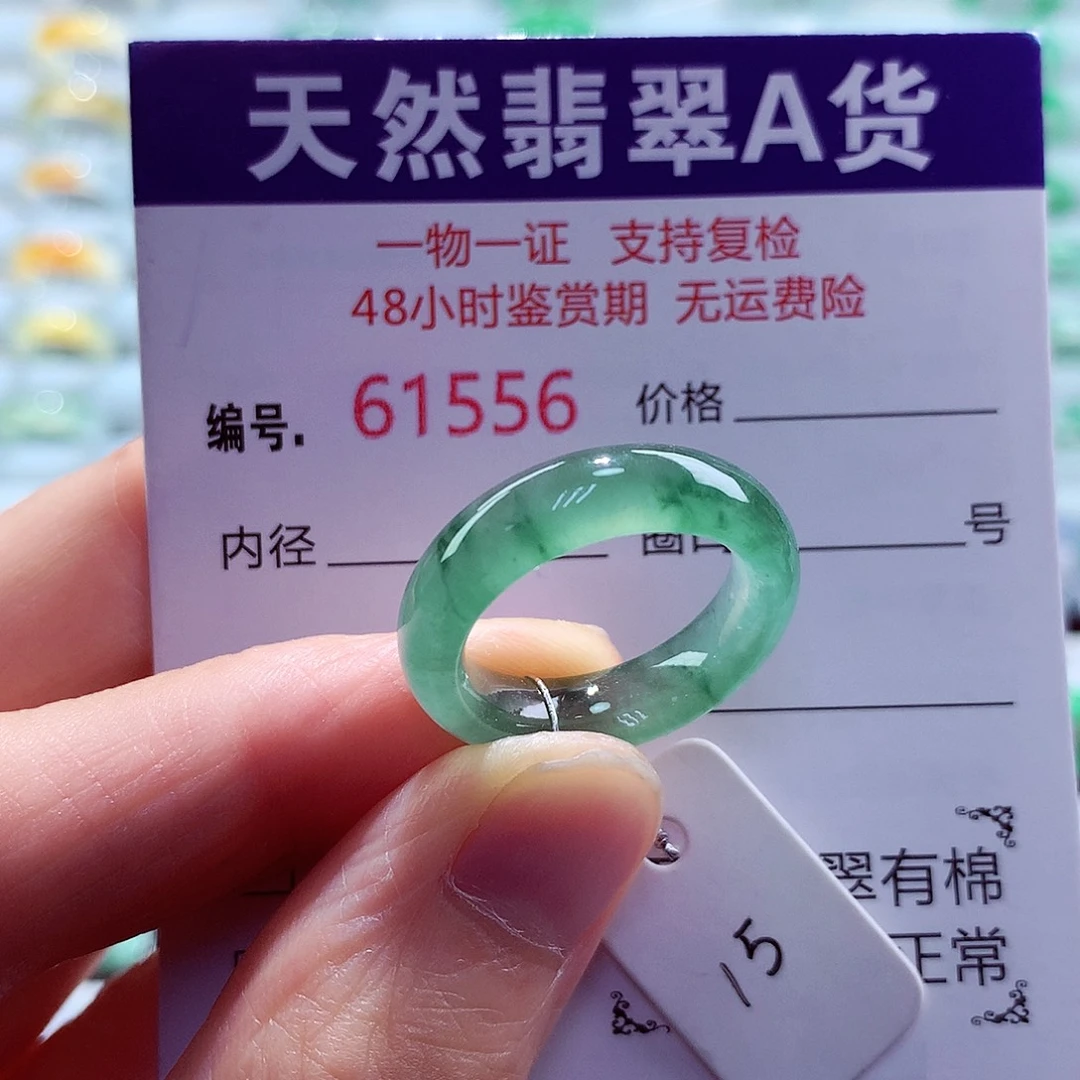 天然翡翠A货
一物一证 支持复检
48小时鉴赏期 无运费险
编号. 61556 价格
内径 圈口 号
翠有棉
正常
15